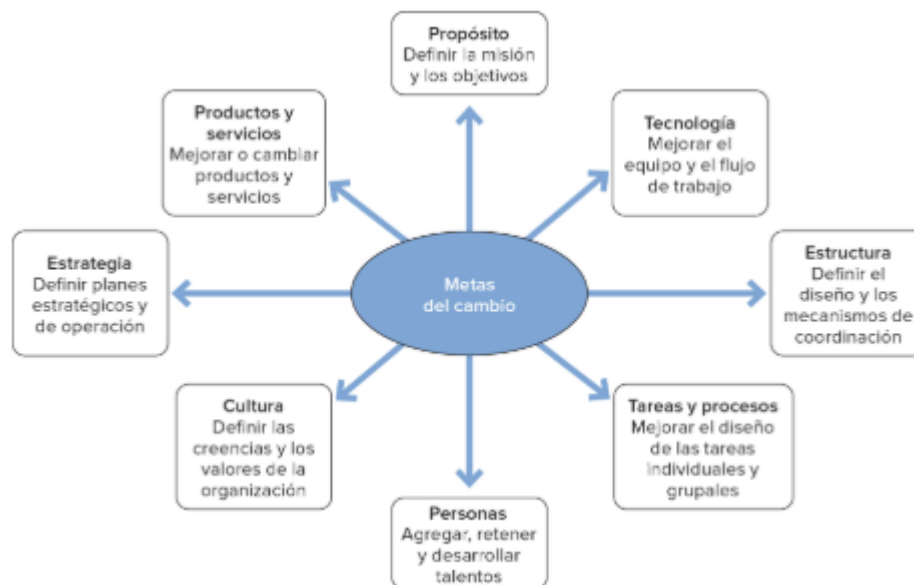 Propósito
Definir la misión
y los objetivos
Productos y
servicios
Mejorar o cambiar
productos y
servicios
Tecnología
Mejorar el
equipo y el flujo
de trabajo
Estrategia
Definir planes
estratégicos y
de operación
Metas
del cambio
Estructura
Definir el
diseño y los
mecanismos de
coordinación
Cultura
Definir las
creencias y los
valores de la
organización
Tareas y procesos
Mejorar el diseño
de las tareas
individuales y
grupales
Personas
Agregar, retener
y desarrollar
talentos